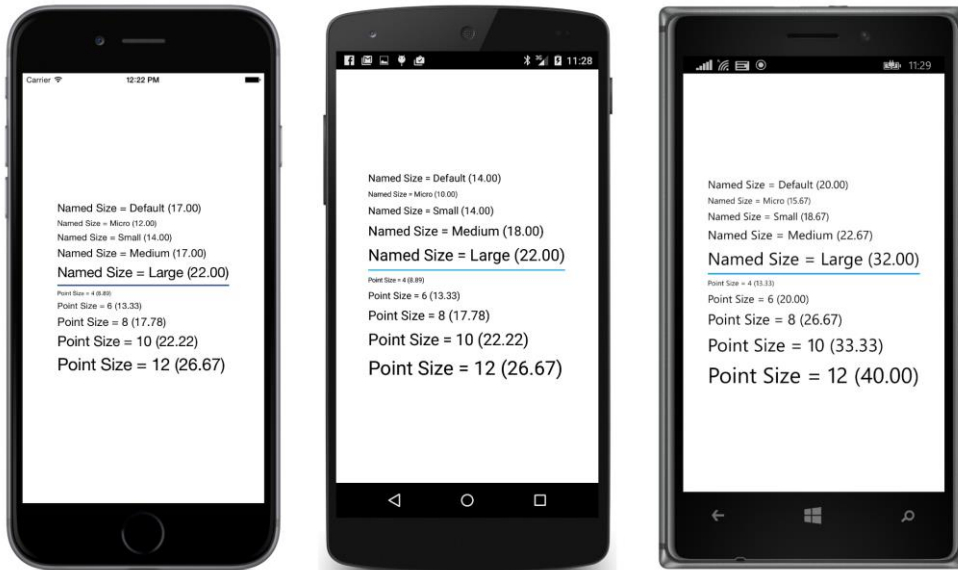 Carrier 12:22 PM
Named Size = Default (17.00)
Named Size = Micro (12.00)
Named Size = Small (14.00)
Named Size = Medium (17.00)
Named Size = Large (22.00)
Point Size = 4 (8.89)
Point Size = 6 (13.33)
Point Size = 8 (17.78)
Point Size = 10 (22.22)
Point Size = 12 (26.67)
3G 11:28
Named Size = Default (14.00)
Named Size = Micro (10.00)
Named Size = Small (14.00)
Named Size = Medium (18.00)
Named Size = Large (22.00)
Point Size = 4 (8.89)
Point Size = 6 (13.33)
Point Size = 8 (17.78)
Point Size = 10 (22.22)
Point Size = 12 (26.67)
11:29
Named Size = Default (20.00)
Named Size = Micro (15.67)
Named Size = Small (18.67)
Named Size = Medium (22.67)
Named Size = Large (32.00)
Point Size = 4 (13.33)
Point Size = 6 (20.00)
Point Size = 8 (26.67)
Point Size = 10 (33.33)
Point Size = 12 (40.00)